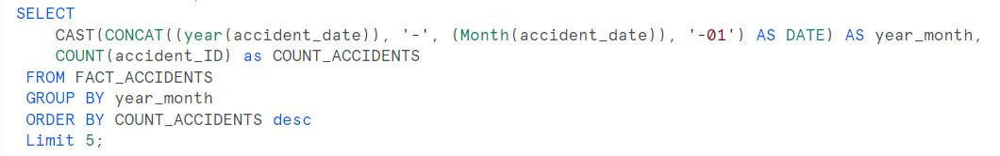 SELECT
CAST(CONCAT((year(accident_date)), '-', (Month(accident_date)), '-01') AS DATE) AS year_month,
COUNT(accident_ID) as COUNT_ACCIDENTS
FROM FACT_ACCIDENTS
GROUP BY year_month
ORDER BY COUNT_ACCIDENTS desc
Limit 5;